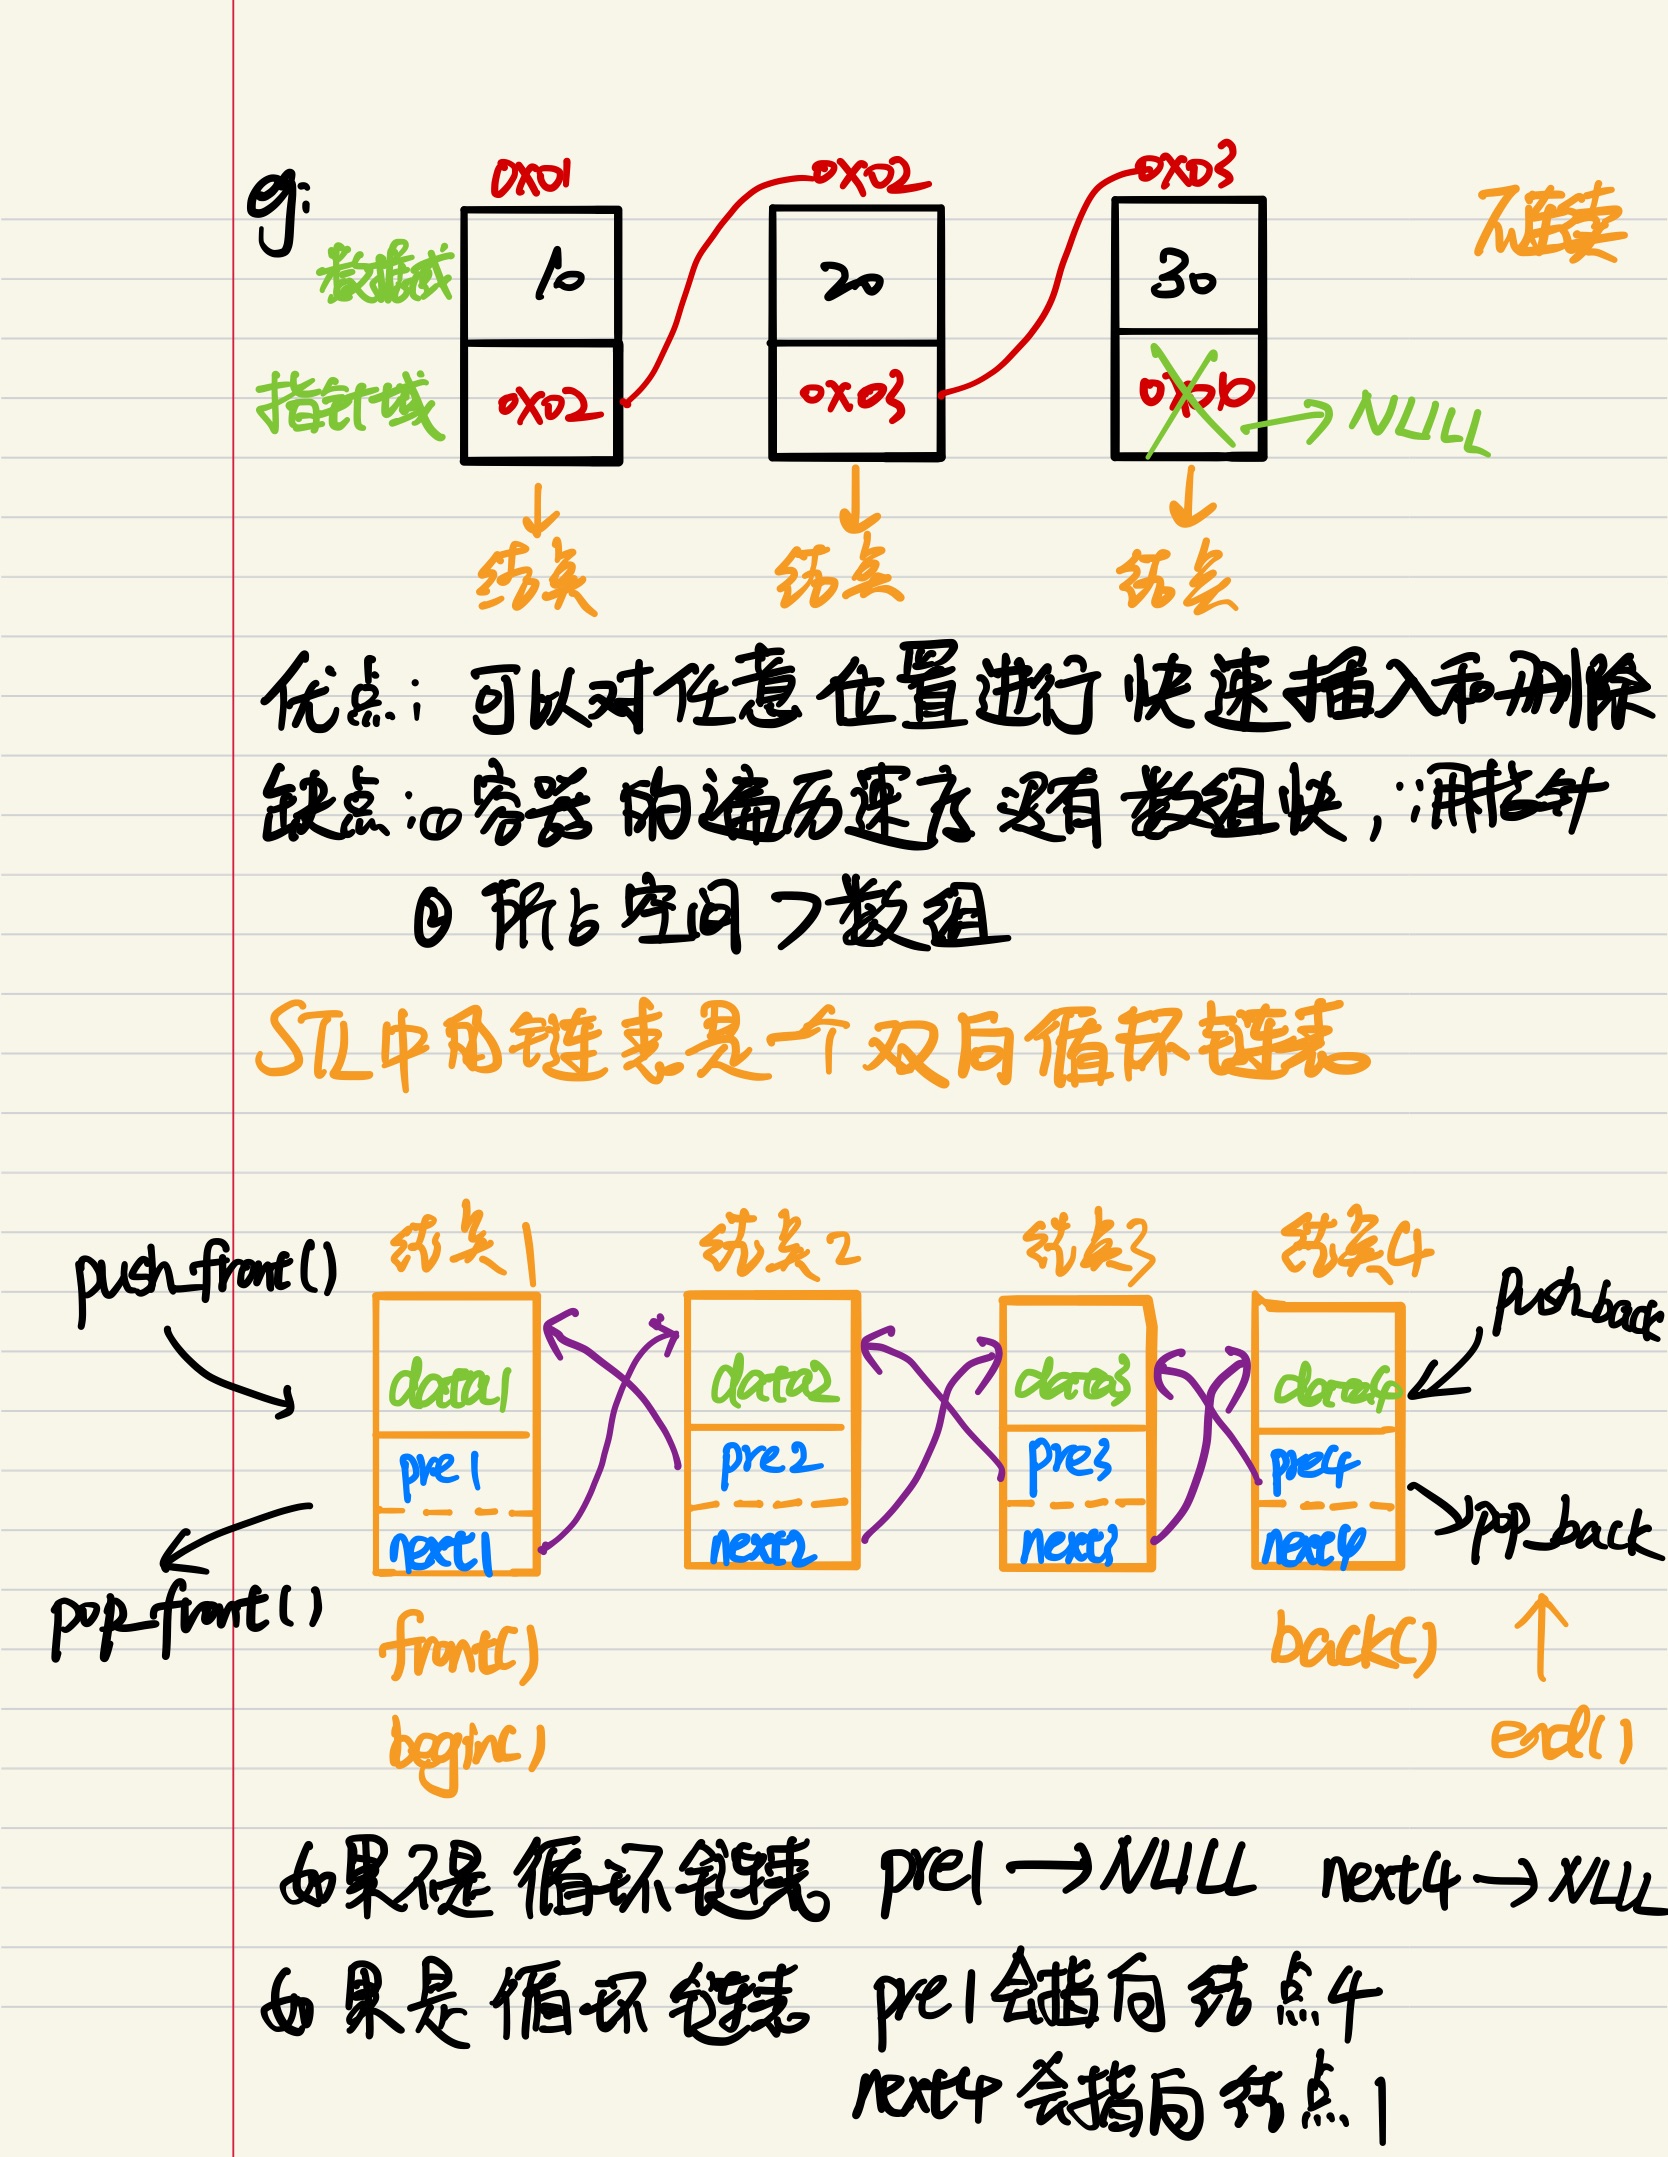 eg:
0x01 0x02 0x03
不连续
数据域 10 20 30
指针域 0x02 0x03 0x010 → NULL
结点 结点 结点
优点: 可以对任意位置进行快速插入和删除
缺点: ① 容器的遍历速度没有数组快, ∵用指针
② 所占空间 > 数组
STL中的链表是一个双向循环链表
结点1 结点2 结点3 结点4
push_front() push_back
data1 data2 data3 data4
pre1 pre2 pre3 pre4
next1 next2 next3 next4 pop_back
pop_front() front() back()
begin() end()
如果不是循环链表 pre1 → NULL next4 → NULL
如果是循环链表 pre1会指向结点4
next4会指向结点1